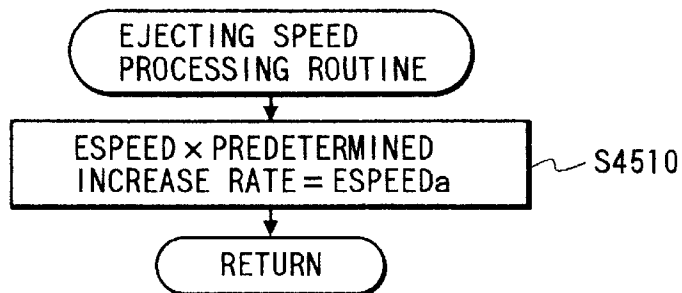 EJECTING SPEED
PROCESSING ROUTINE
ESPEED × PREDETERMINED
INCREASE RATE = ESPEEDa
S4510
RETURN